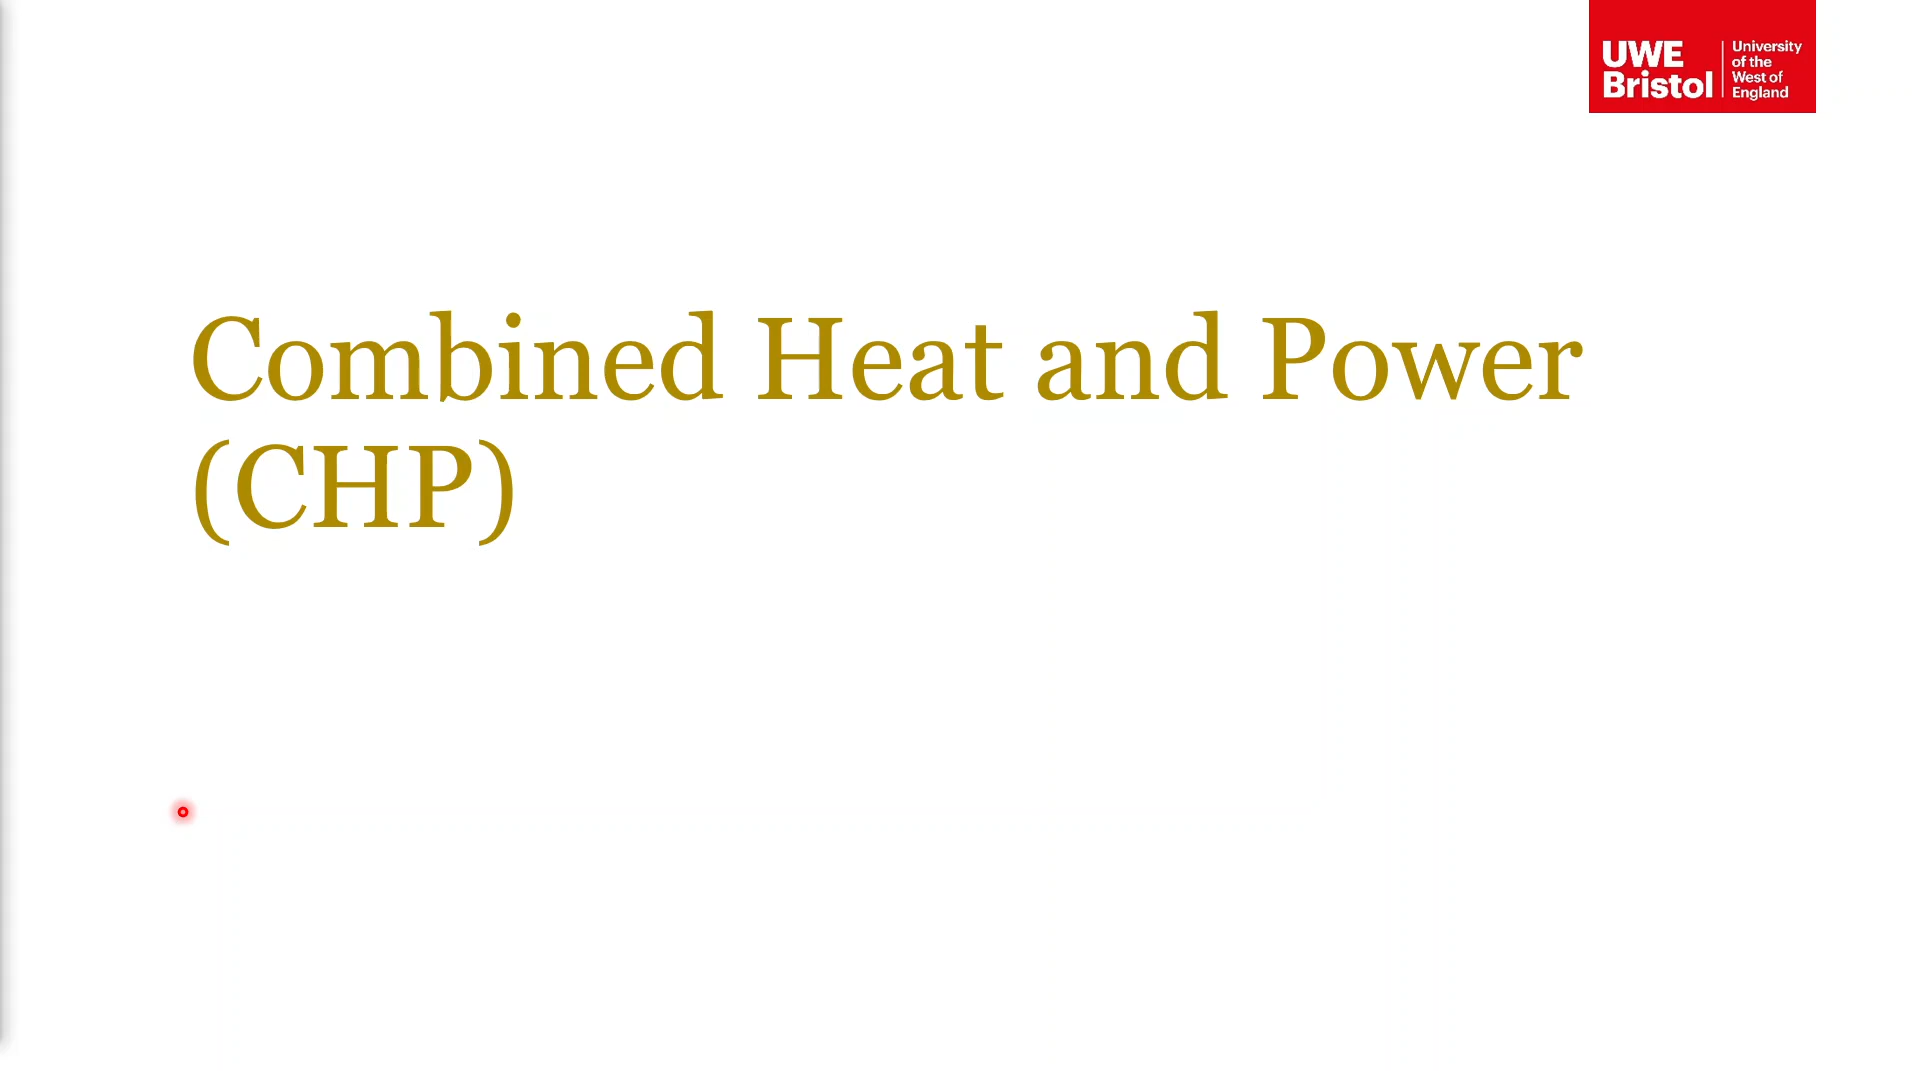 UWE
Bristol
University
of the
West of
England
Combined Heat and Power
(CHP)